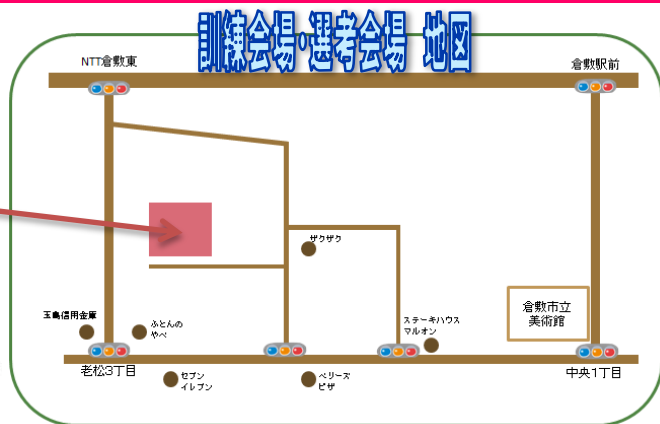 訓練会場・選考会場 地図
NTT倉敷東
倉敷駅前
ザクザク
倉敷市立
美術館
玉島信用金庫
ふとんの
やべ
ステーキハウス
マルオン
老松3丁目
セブン
イレブン
ベリーズ
ピザ
中央1丁目